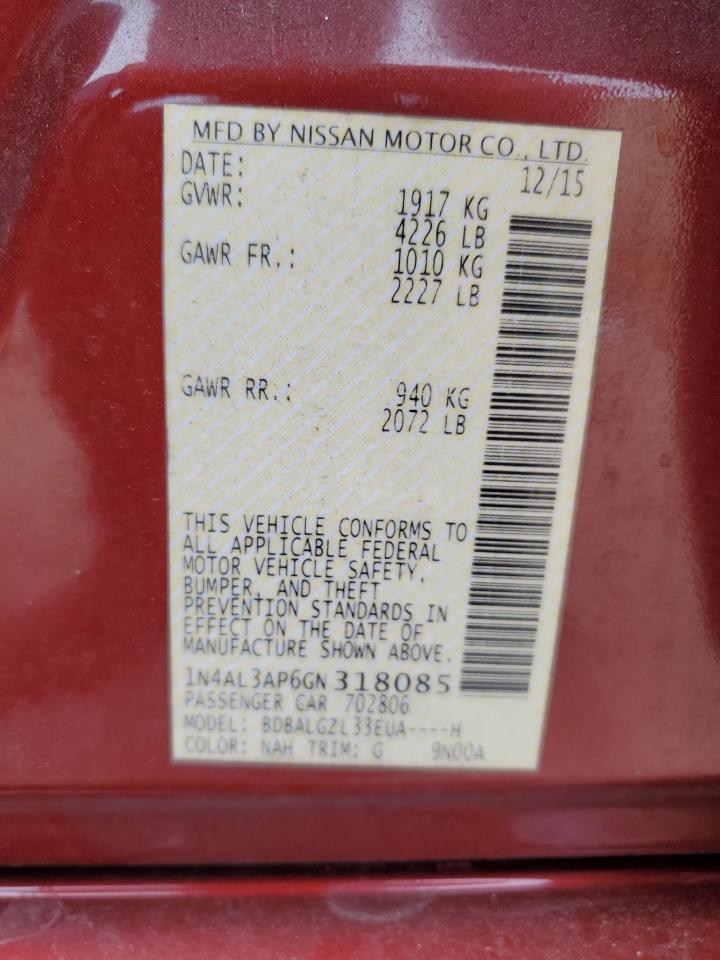 MFD BY NISSAN MOTOR CO., LTD.
DATE: 12/15
GVWR: 1917 KG
4226 LB
GAWR FR.: 1010 KG
2227 LB
GAWR RR.: 940 KG
2072 LB
THIS VEHICLE CONFORMS TO
ALL APPLICABLE FEDERAL
MOTOR VEHICLE SAFETY,
BUMPER, AND THEFT
PREVENTION STANDARDS IN
EFFECT ON THE DATE OF
MANUFACTURE SHOWN ABOVE.
1N4AL3AP6GN 318085
PASSENGER CAR 702806
MODEL: BDBALGZL33EUA----H
COLOR: NAH TRIM: G 9N00A